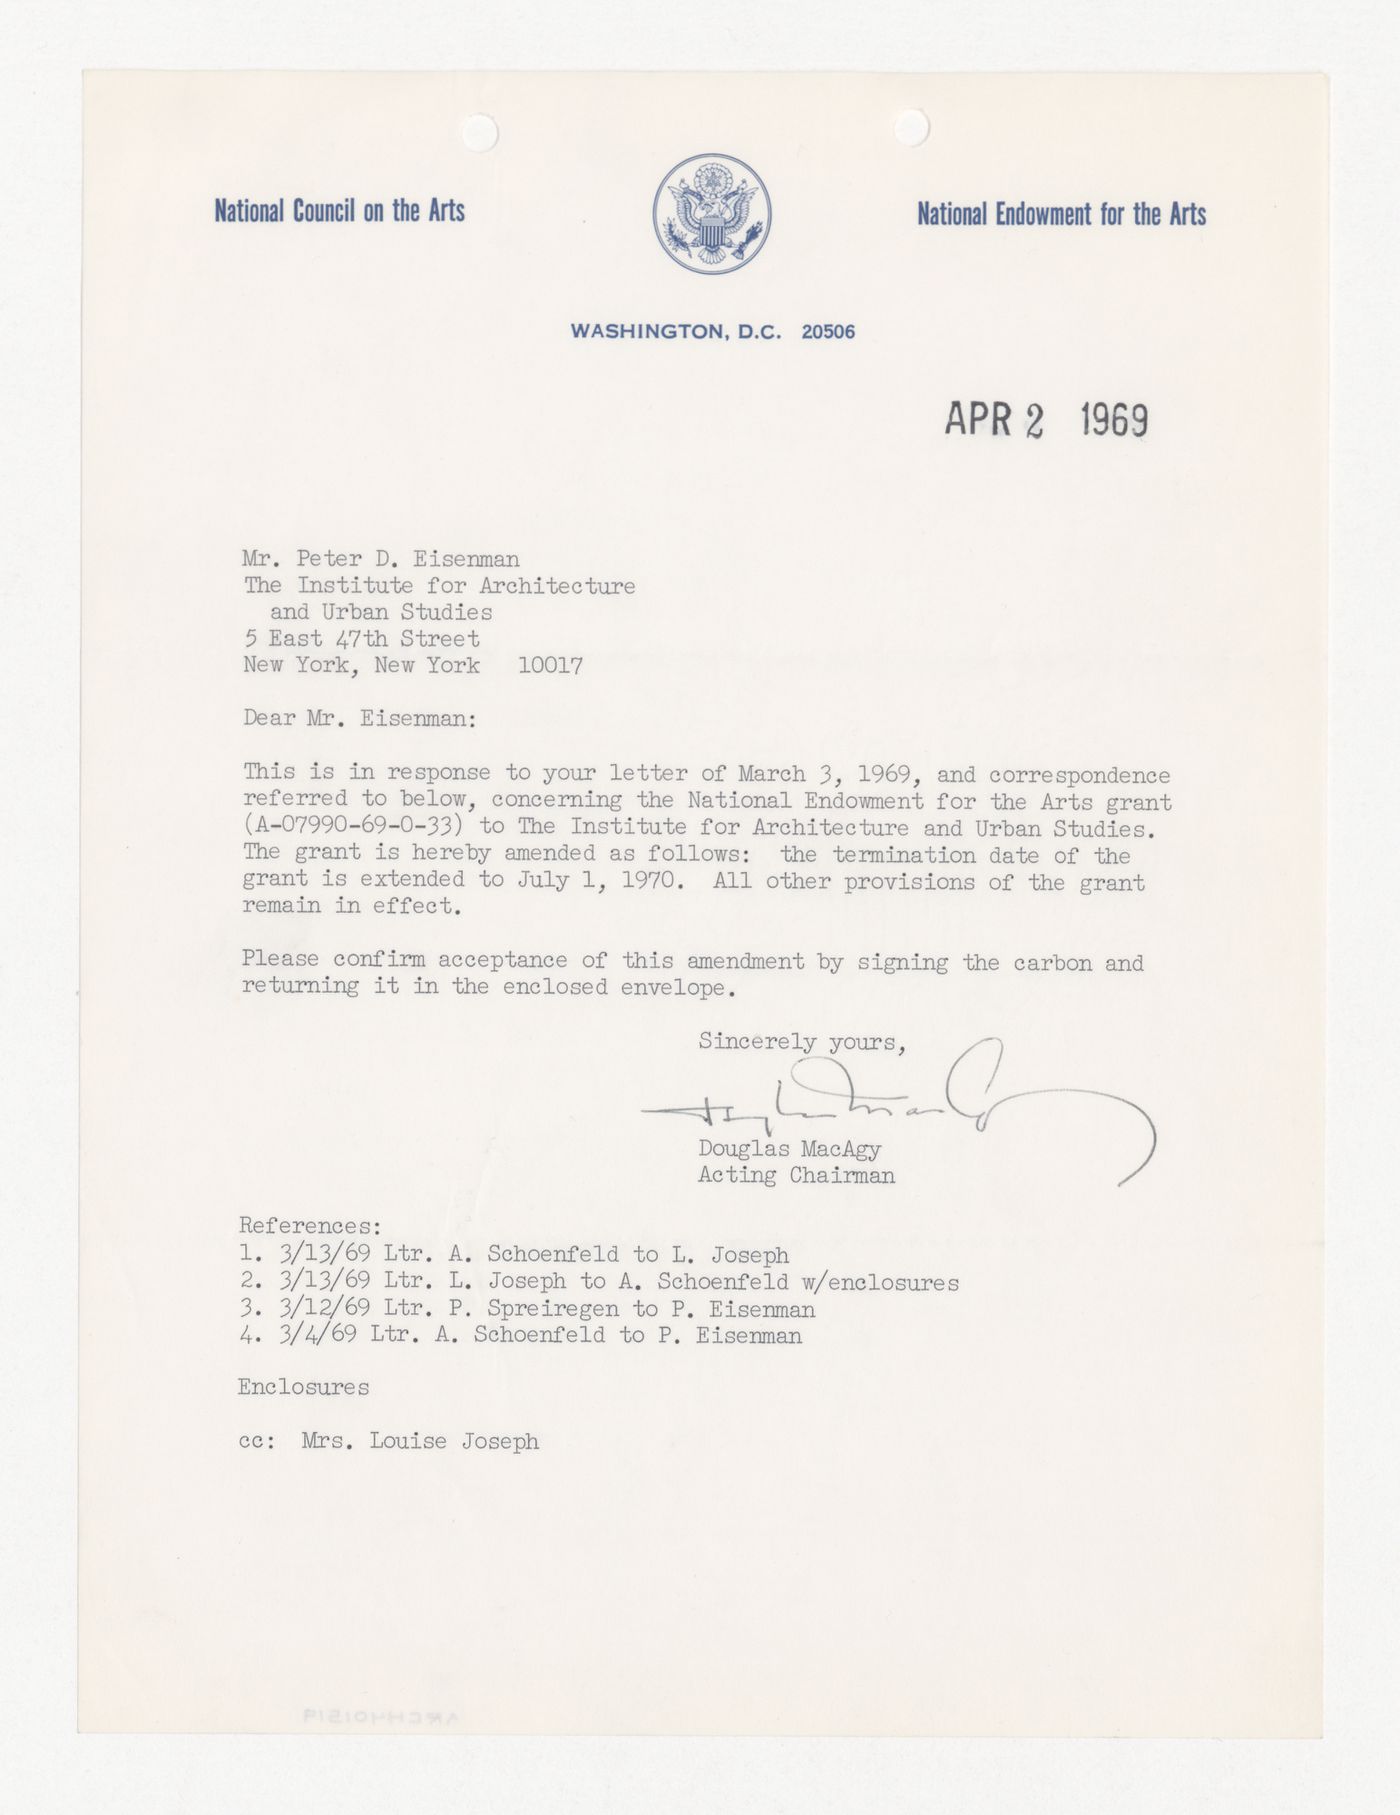 National Council on the Arts
National Endowment for the Arts
WASHINGTON, D.C. 20506
APR 2 1969
Mr. Peter D. Eisenman
The Institute for Architecture
and Urban Studies
5 East 47th Street
New York, New York 10017
Dear Mr. Eisenman:
This is in response to your letter of March 3, 1969, and correspondence
referred to below, concerning the National Endowment for the Arts grant
(A-07990-69-0-33) to The Institute for Architecture and Urban Studies.
The grant is hereby amended as follows: the termination date of the
grant is extended to July 1, 1970. All other provisions of the grant
remain in effect.
Please confirm acceptance of this amendment by signing the carbon and
returning it in the enclosed envelope.
Sincerely yours,
Douglas MacAgy
Douglas MacAgy
Acting Chairman
References:
1. 3/13/69 Ltr. A. Schoenfeld to L. Joseph
2. 3/13/69 Ltr. L. Joseph to A. Schoenfeld w/enclosures
3. 3/12/69 Ltr. P. Spreiregen to P. Eisenman
4. 3/4/69 Ltr. A. Schoenfeld to P. Eisenman
Enclosures
cc: Mrs. Louise Joseph
ARCH401519